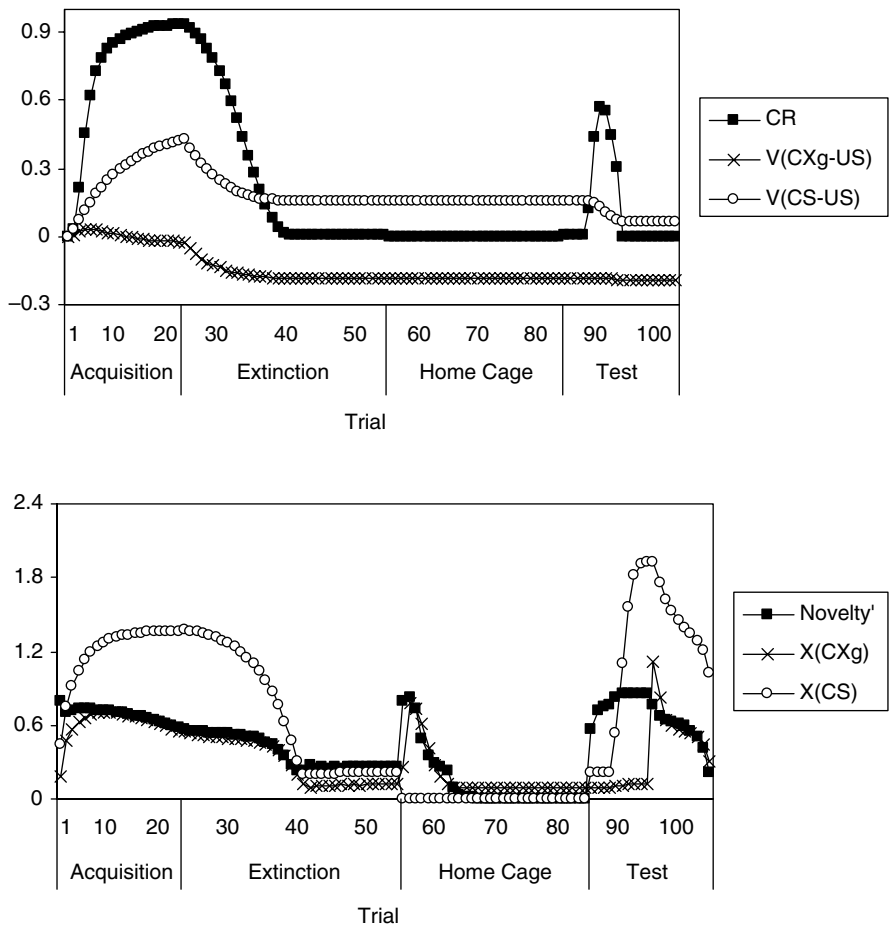 0.9
0.6
0.3
0
–0.3
1 10 20 30 40 50 60 70 80 90 100
Acquisition Extinction Home Cage Test
Trial
CR
V(CXg-US)
V(CS-US)
2.4
1.8
1.2
0.6
0
1 10 20 30 40 50 60 70 80 90 100
Acquisition Extinction Home Cage Test
Trial
Novelty'
X(CXg)
X(CS)